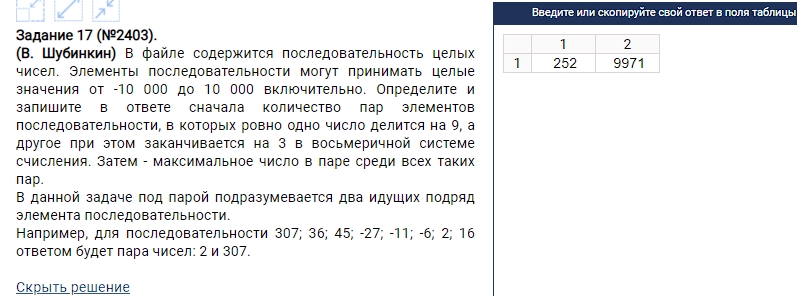 Введите или скопируйте свой ответ в поля таблицы
Задание 17 (№2403).
(В. Шубинкин) В файле содержится последовательность целых
чисел. Элементы последовательности могут принимать целые
значения от -10 000 до 10 000 включительно. Определите и
запишите в ответе сначала количество пар элементов
последовательности, в которых ровно одно число делится на 9, а
другое при этом заканчивается на 3 в восьмеричной системе
счисления. Затем - максимальное число в паре среди всех таких
пар.
В данной задаче под парой подразумевается два идущих подряд
элемента последовательности.
Например, для последовательности 307; 36; 45; -27; -11; -6; 2; 16
ответом будет пара чисел: 2 и 307.
Скрыть решение
1 2
1 252 9971